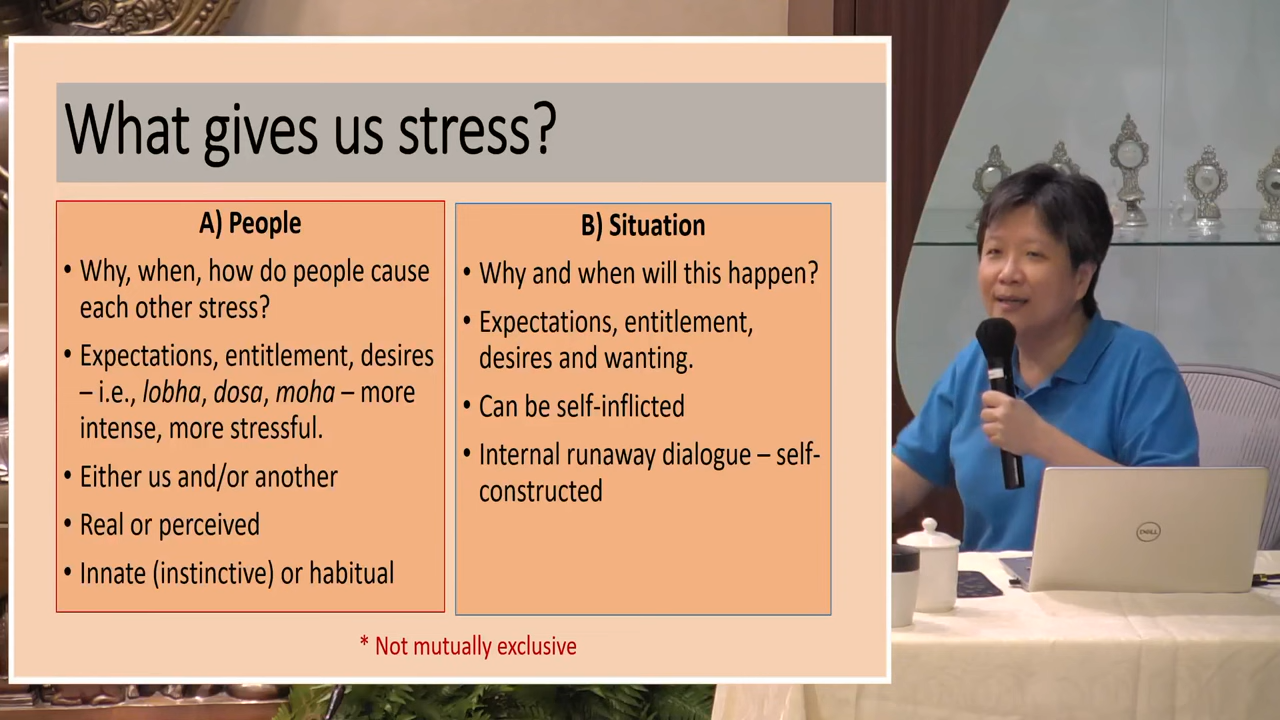 What gives us stress?
A) People
• Why, when, how do people cause
each other stress?
• Expectations, entitlement, desires
– i.e., lobha, dosa, moha – more
intense, more stressful.
• Either us and/or another
• Real or perceived
• Innate (instinctive) or habitual
B) Situation
• Why and when will this happen?
• Expectations, entitlement,
desires and wanting.
• Can be self-inflicted
• Internal runaway dialogue – self-
constructed
* Not mutually exclusive
DELL